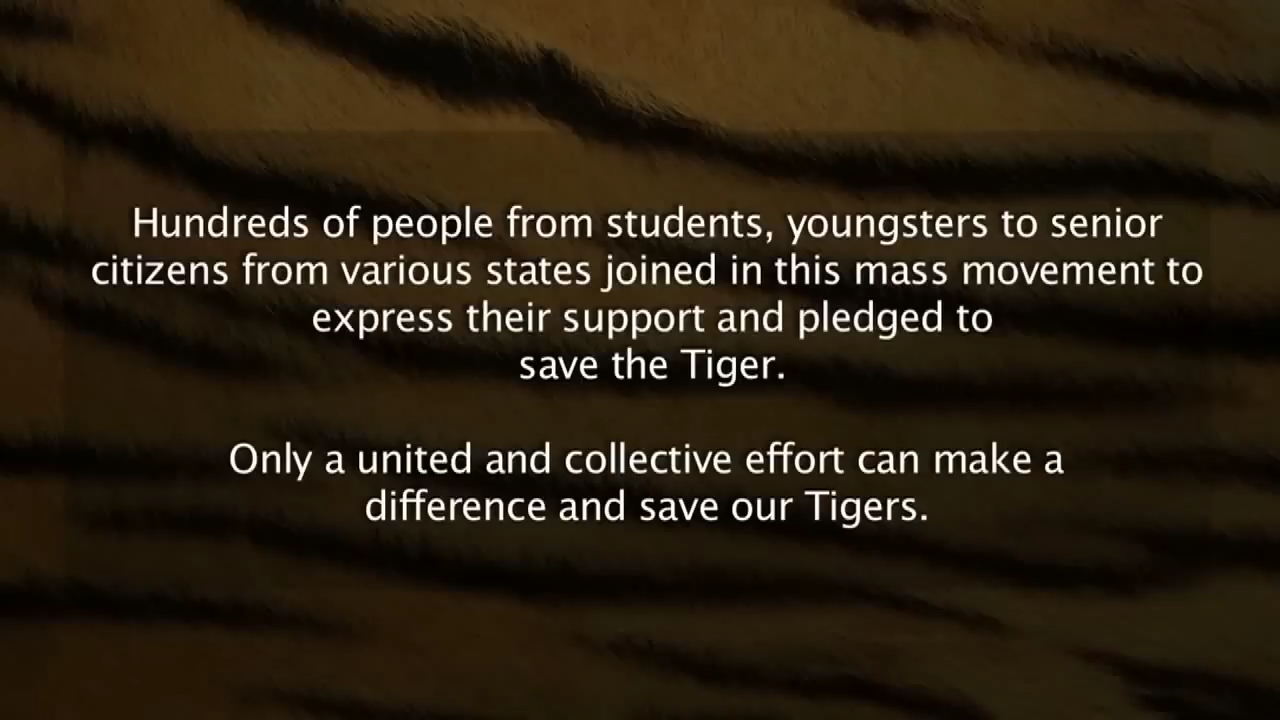 Hundreds of people from students, youngsters to senior
citizens from various states joined in this mass movement to
express their support and pledged to
save the Tiger.
Only a united and collective effort can make a
difference and save our Tigers.